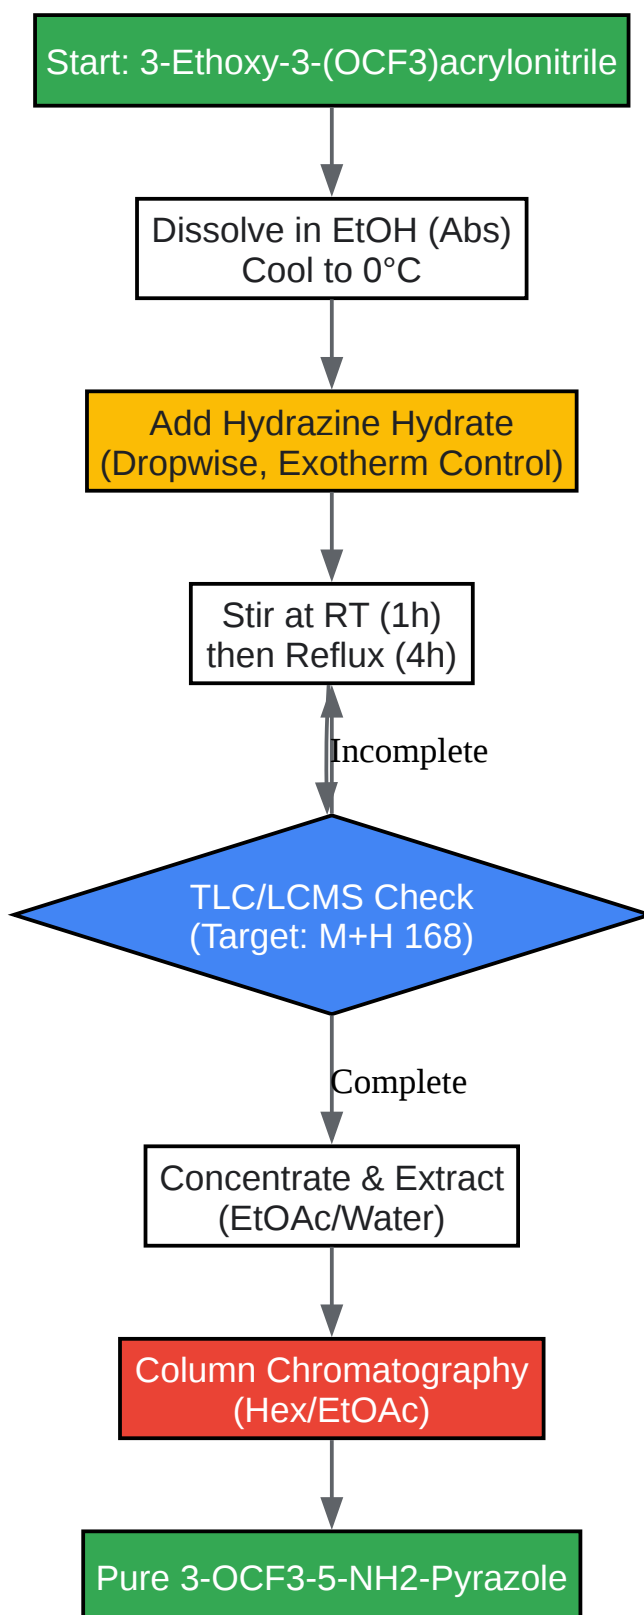 Start: 3-Ethoxy-3-(OCF3)acrylonitrile
Dissolve in EtOH (Abs)
Cool to 0°C
Add Hydrazine Hydrate
(Dropwise, Exotherm Control)
Stir at RT (1h)
then Reflux (4h)
Incomplete
TLC/LCMS Check
(Target: M+H 168)
Complete
Concentrate & Extract
(EtOAc/Water)
Column Chromatography
(Hex/EtOAc)
Pure 3-OCF3-5-NH2-Pyrazole